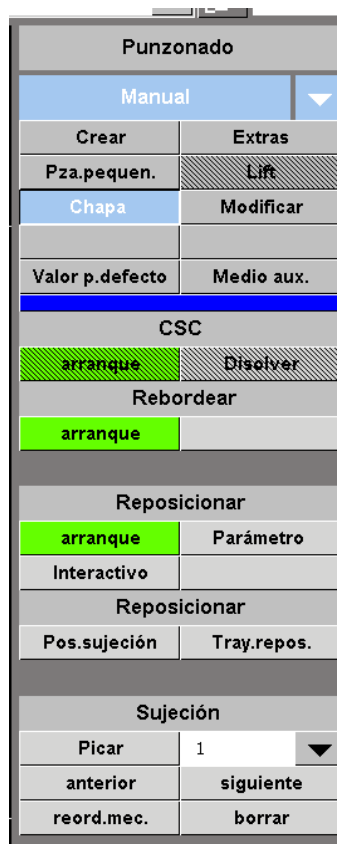 Punzonado
Manual
Crear Extras
Pza.pequen. Lift
Chapa Modificar
Valor p.defecto Medio aux.
CSC
arranque Disolver
Rebordear
arranque
Reposicionar
arranque Parámetro
Interactivo
Reposicionar
Pos.sujeción Tray.repos.
Sujeción
Picar 1
anterior siguiente
reord.mec. borrar